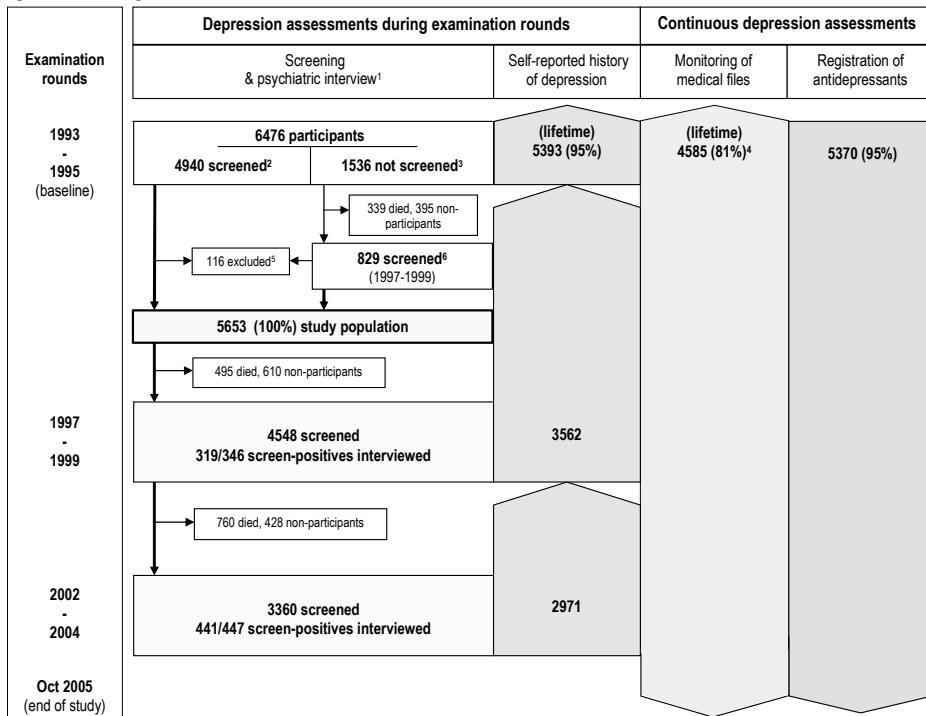 Depression assessments during examination rounds
Continuous depression assessments
Examination
rounds
Screening
& psychiatric interview¹
Self-reported history
of depression
Monitoring of
medical files
Registration of
antidepressants
1993
-
1995
(baseline)
6476 participants
4940 screened²
1536 not screened³
(lifetime)
5393 (95%)
(lifetime)
4585 (81%)⁴
5370 (95%)
339 died, 395 non-
participants
116 excluded⁵
829 screened⁶
(1997-1999)
5653 (100%) study population
495 died, 610 non-participants
1997
-
1999
4548 screened
319/346 screen-positives interviewed
3562
760 died, 428 non-participants
2002
-
2004
3360 screened
441/447 screen-positives interviewed
2971
Oct 2005
(end of study)